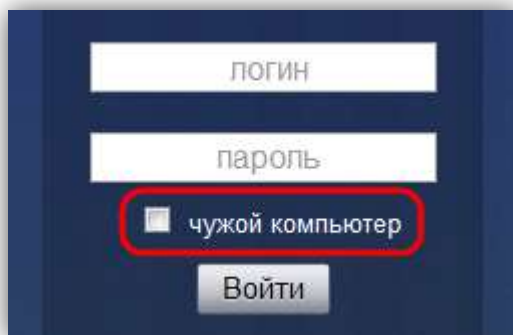 логин
пароль
чужой компьютер
Войти